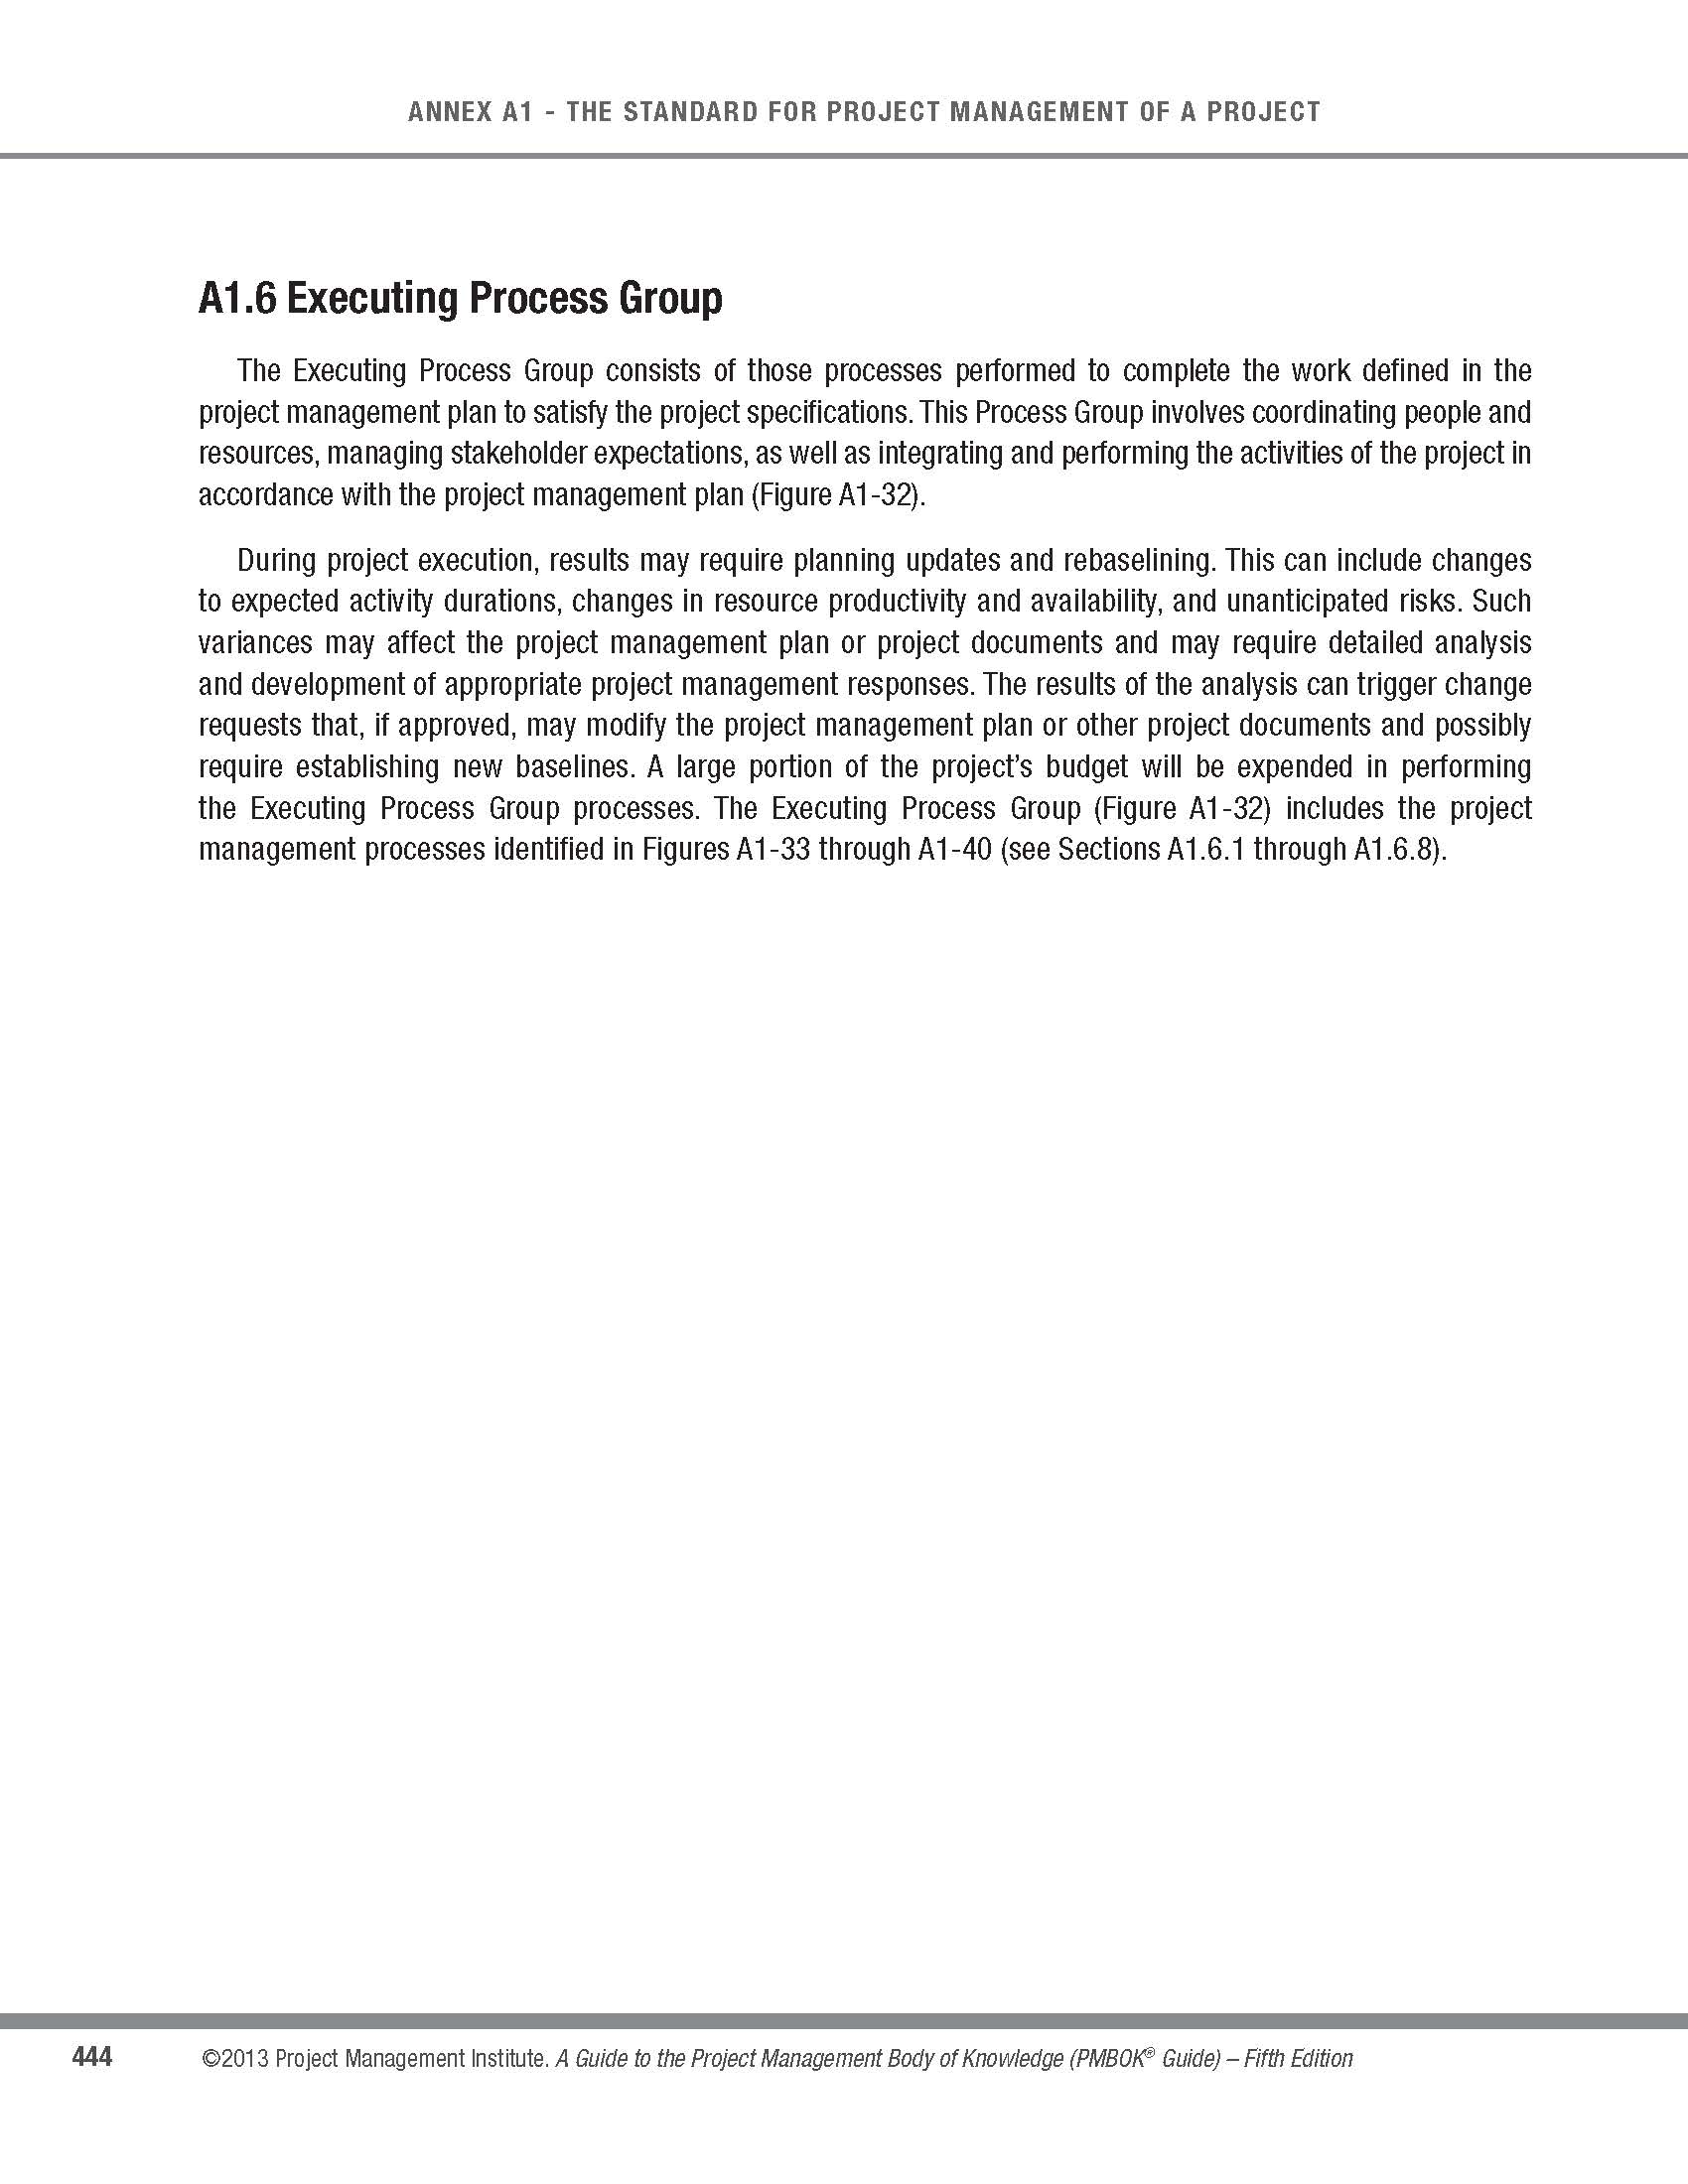 ANNEX A1 - THE STANDARD FOR PROJECT MANAGEMENT OF A PROJECT
A1.6 Executing Process Group
The Executing Process Group consists of those processes performed to complete the work defined in the
project management plan to satisfy the project specifications. This Process Group involves coordinating people and
resources, managing stakeholder expectations, as well as integrating and performing the activities of the project in
accordance with the project management plan (Figure A1-32).
During project execution, results may require planning updates and rebaselining. This can include changes
to expected activity durations, changes in resource productivity and availability, and unanticipated risks. Such
variances may affect the project management plan or project documents and may require detailed analysis
and development of appropriate project management responses. The results of the analysis can trigger change
requests that, if approved, may modify the project management plan or other project documents and possibly
require establishing new baselines. A large portion of the project’s budget will be expended in performing
the Executing Process Group processes. The Executing Process Group (Figure A1-32) includes the project
management processes identified in Figures A1-33 through A1-40 (see Sections A1.6.1 through A1.6.8).
444 ©2013 Project Management Institute. A Guide to the Project Management Body of Knowledge (PMBOK® Guide) – Fifth Edition